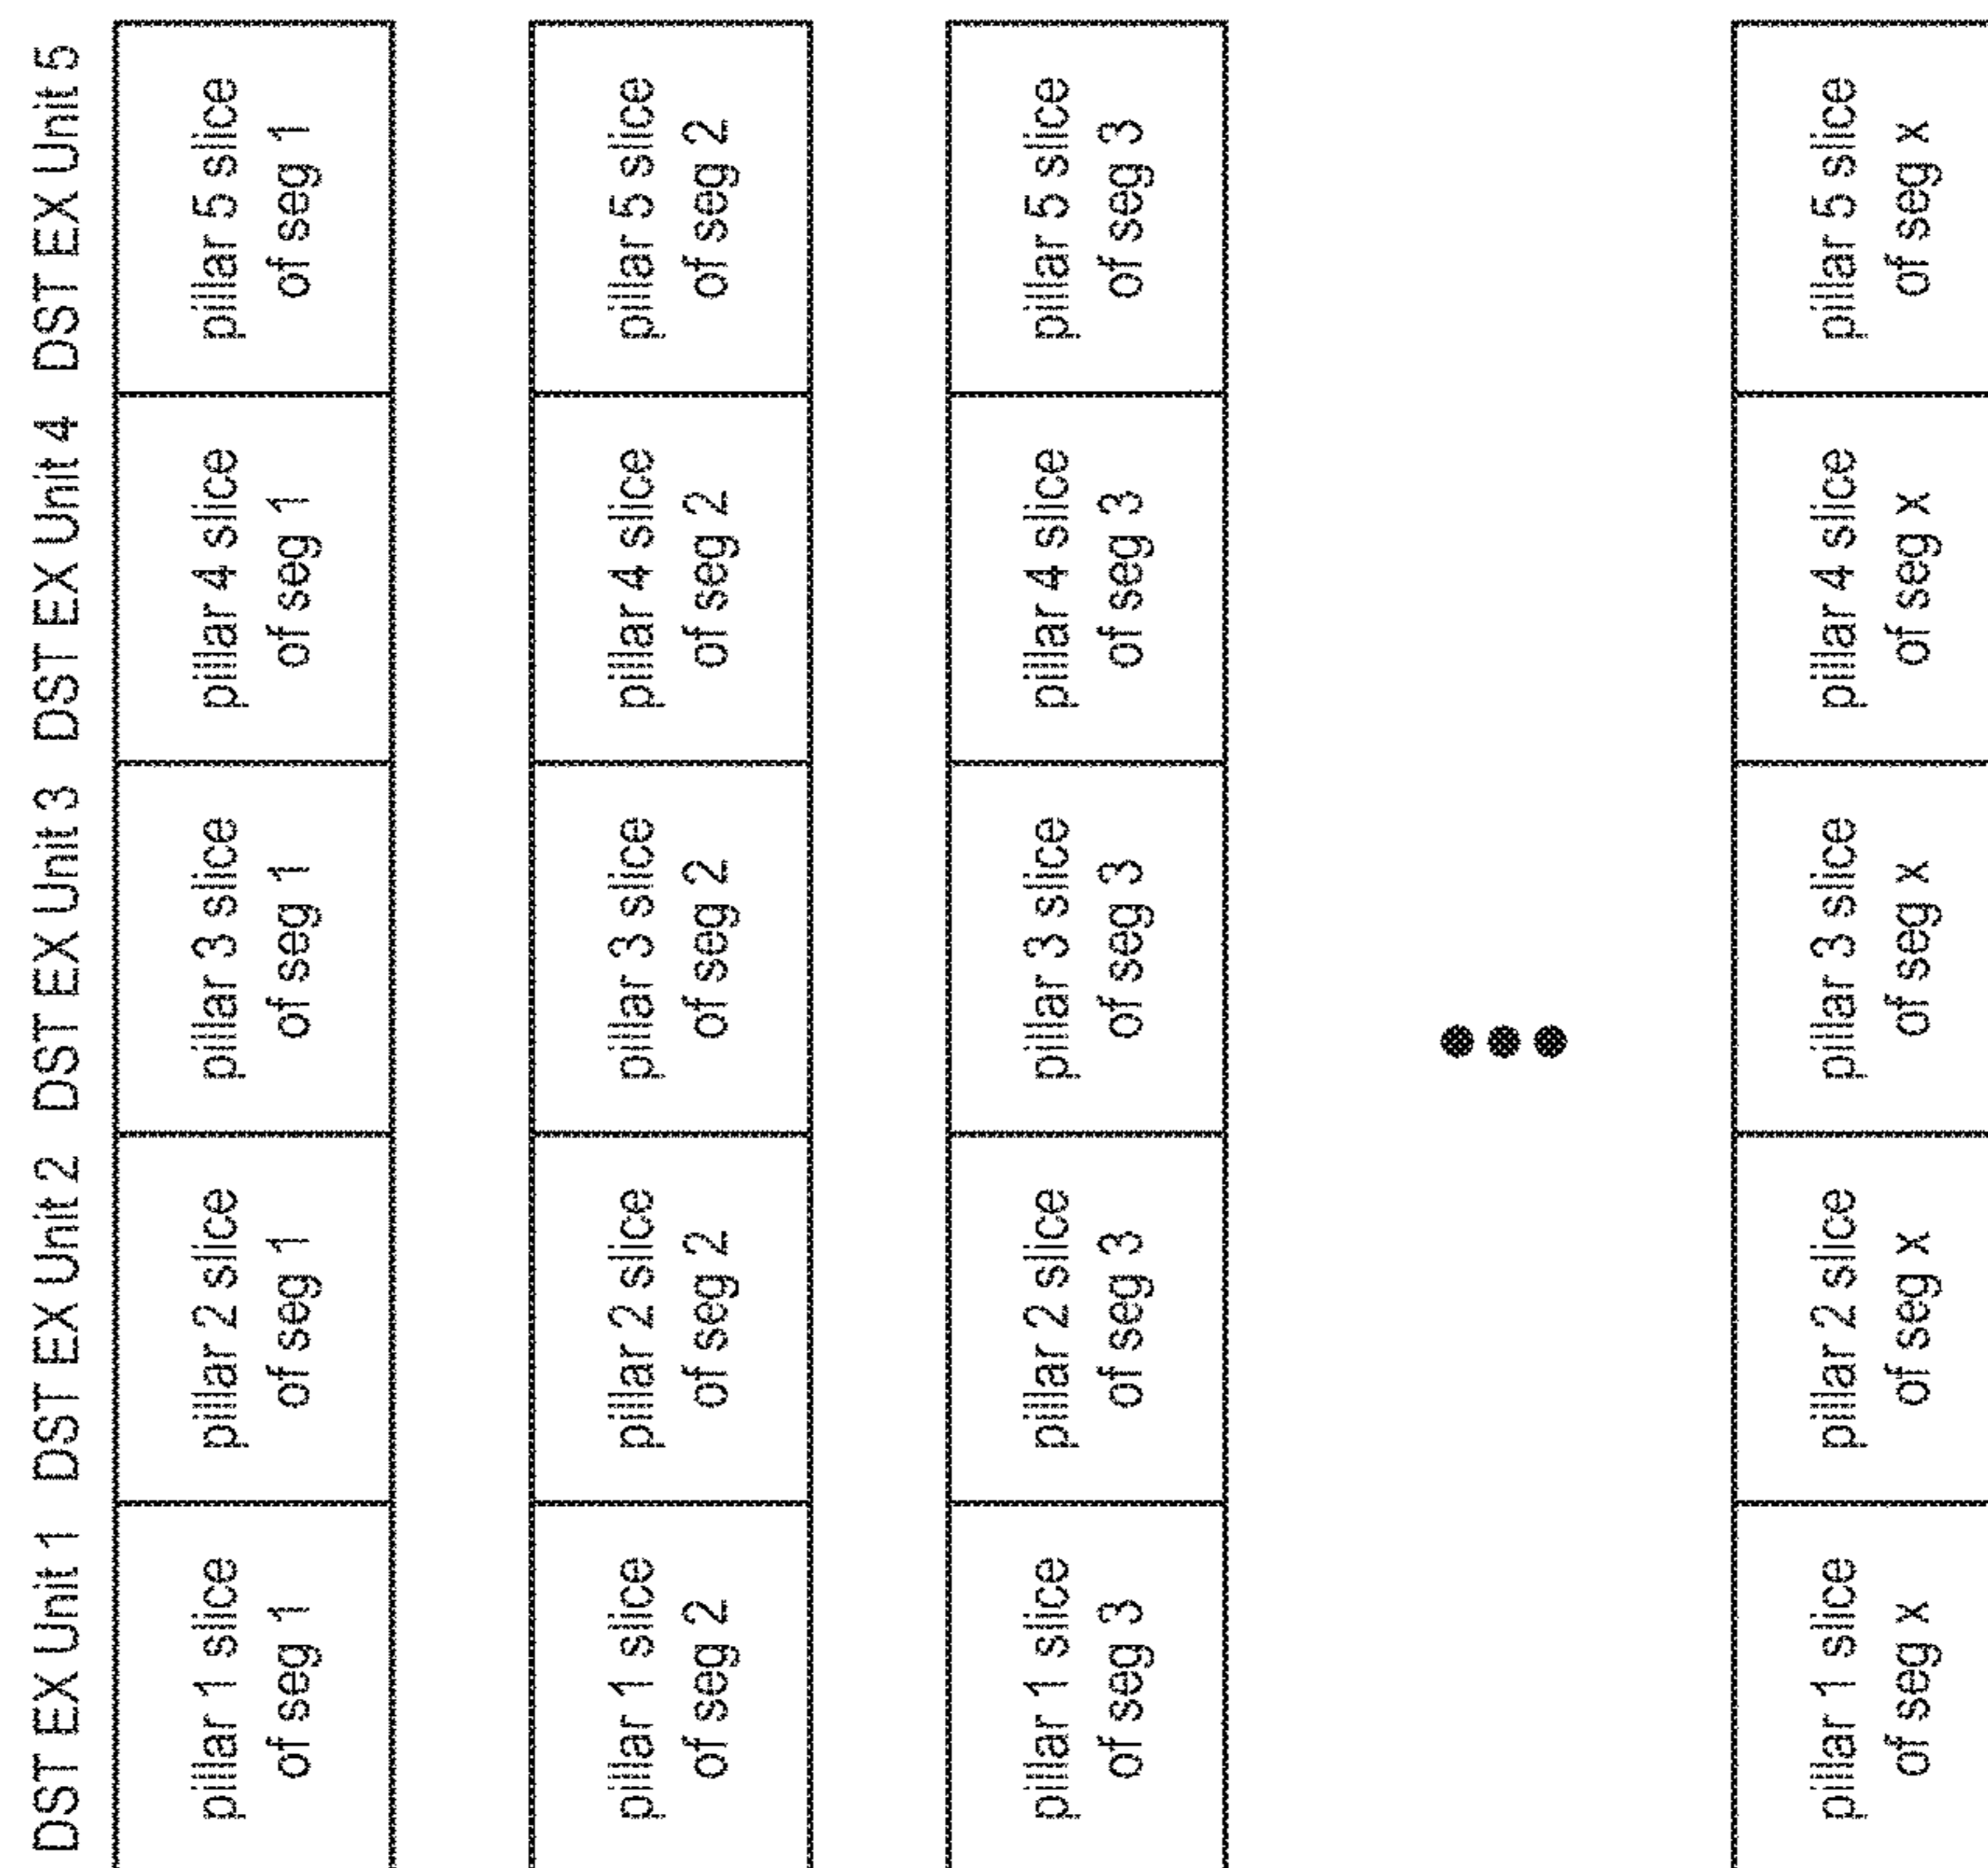 DST EX Unit 1 DST EX Unit 2 DST EX Unit 3 DST EX Unit 4 DST EX Unit 5
pillar 1 slice
of seg 1
pillar 2 slice
of seg 1
pillar 3 slice
of seg 1
pillar 4 slice
of seg 1
pillar 5 slice
of seg 1
pillar 1 slice
of seg 2
pillar 2 slice
of seg 2
pillar 3 slice
of seg 2
pillar 4 slice
of seg 2
pillar 5 slice
of seg 2
pillar 1 slice
of seg 3
pillar 2 slice
of seg 3
pillar 3 slice
of seg 3
pillar 4 slice
of seg 3
pillar 5 slice
of seg 3
pillar 1 slice
of seg x
pillar 2 slice
of seg x
pillar 3 slice
of seg x
pillar 4 slice
of seg x
pillar 5 slice
of seg x